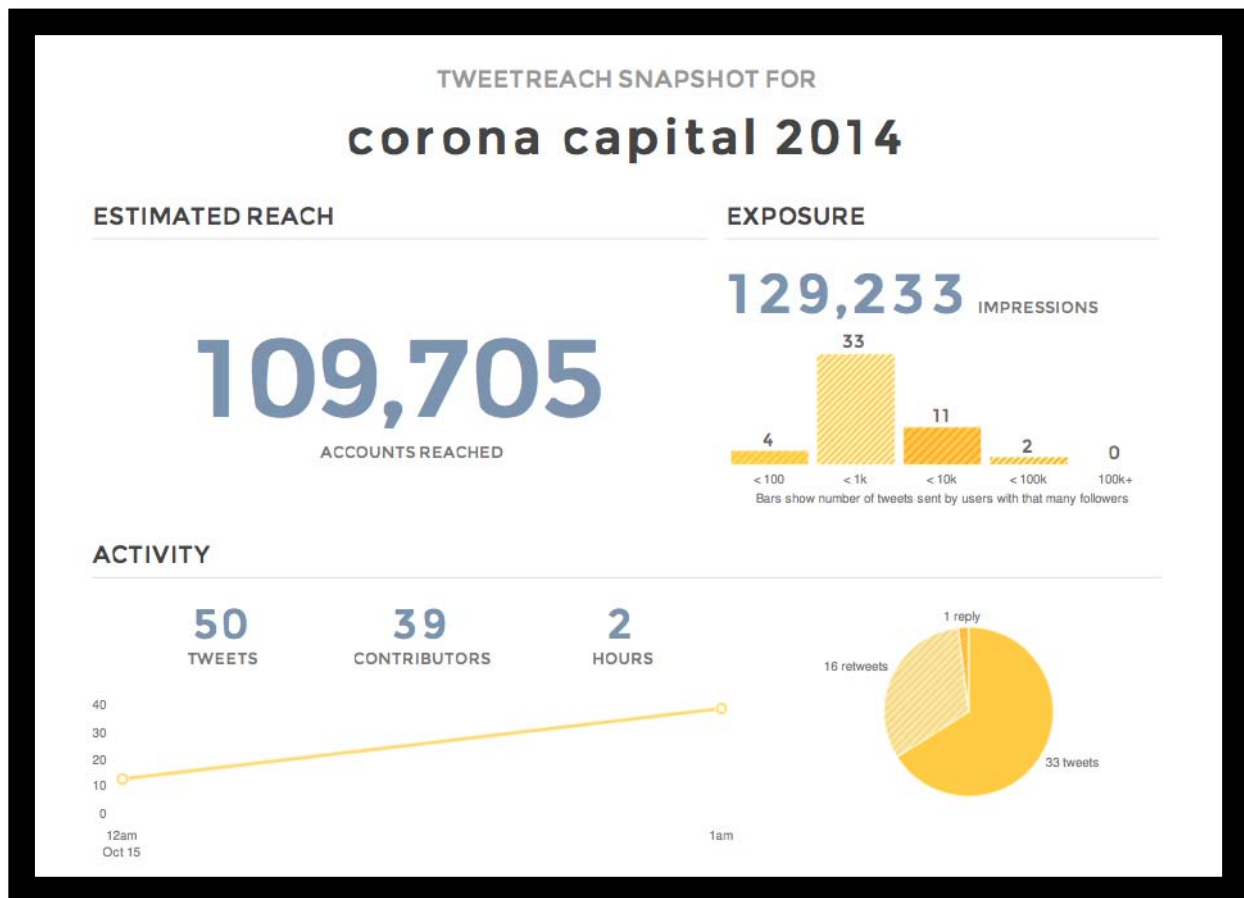 TWEETREACH SNAPSHOT FOR
corona capital 2014
ESTIMATED REACH
109,705
ACCOUNTS REACHED
EXPOSURE
129,233 IMPRESSIONS
4 33 11 2 0
< 100 < 1k < 10k < 100k 100k+
Bars show number of tweets sent by users with that many followers
ACTIVITY
50 39 2
TWEETS CONTRIBUTORS HOURS
40
30
20
10
0
12am 1am
Oct 15
1 reply
16 retweets
33 tweets